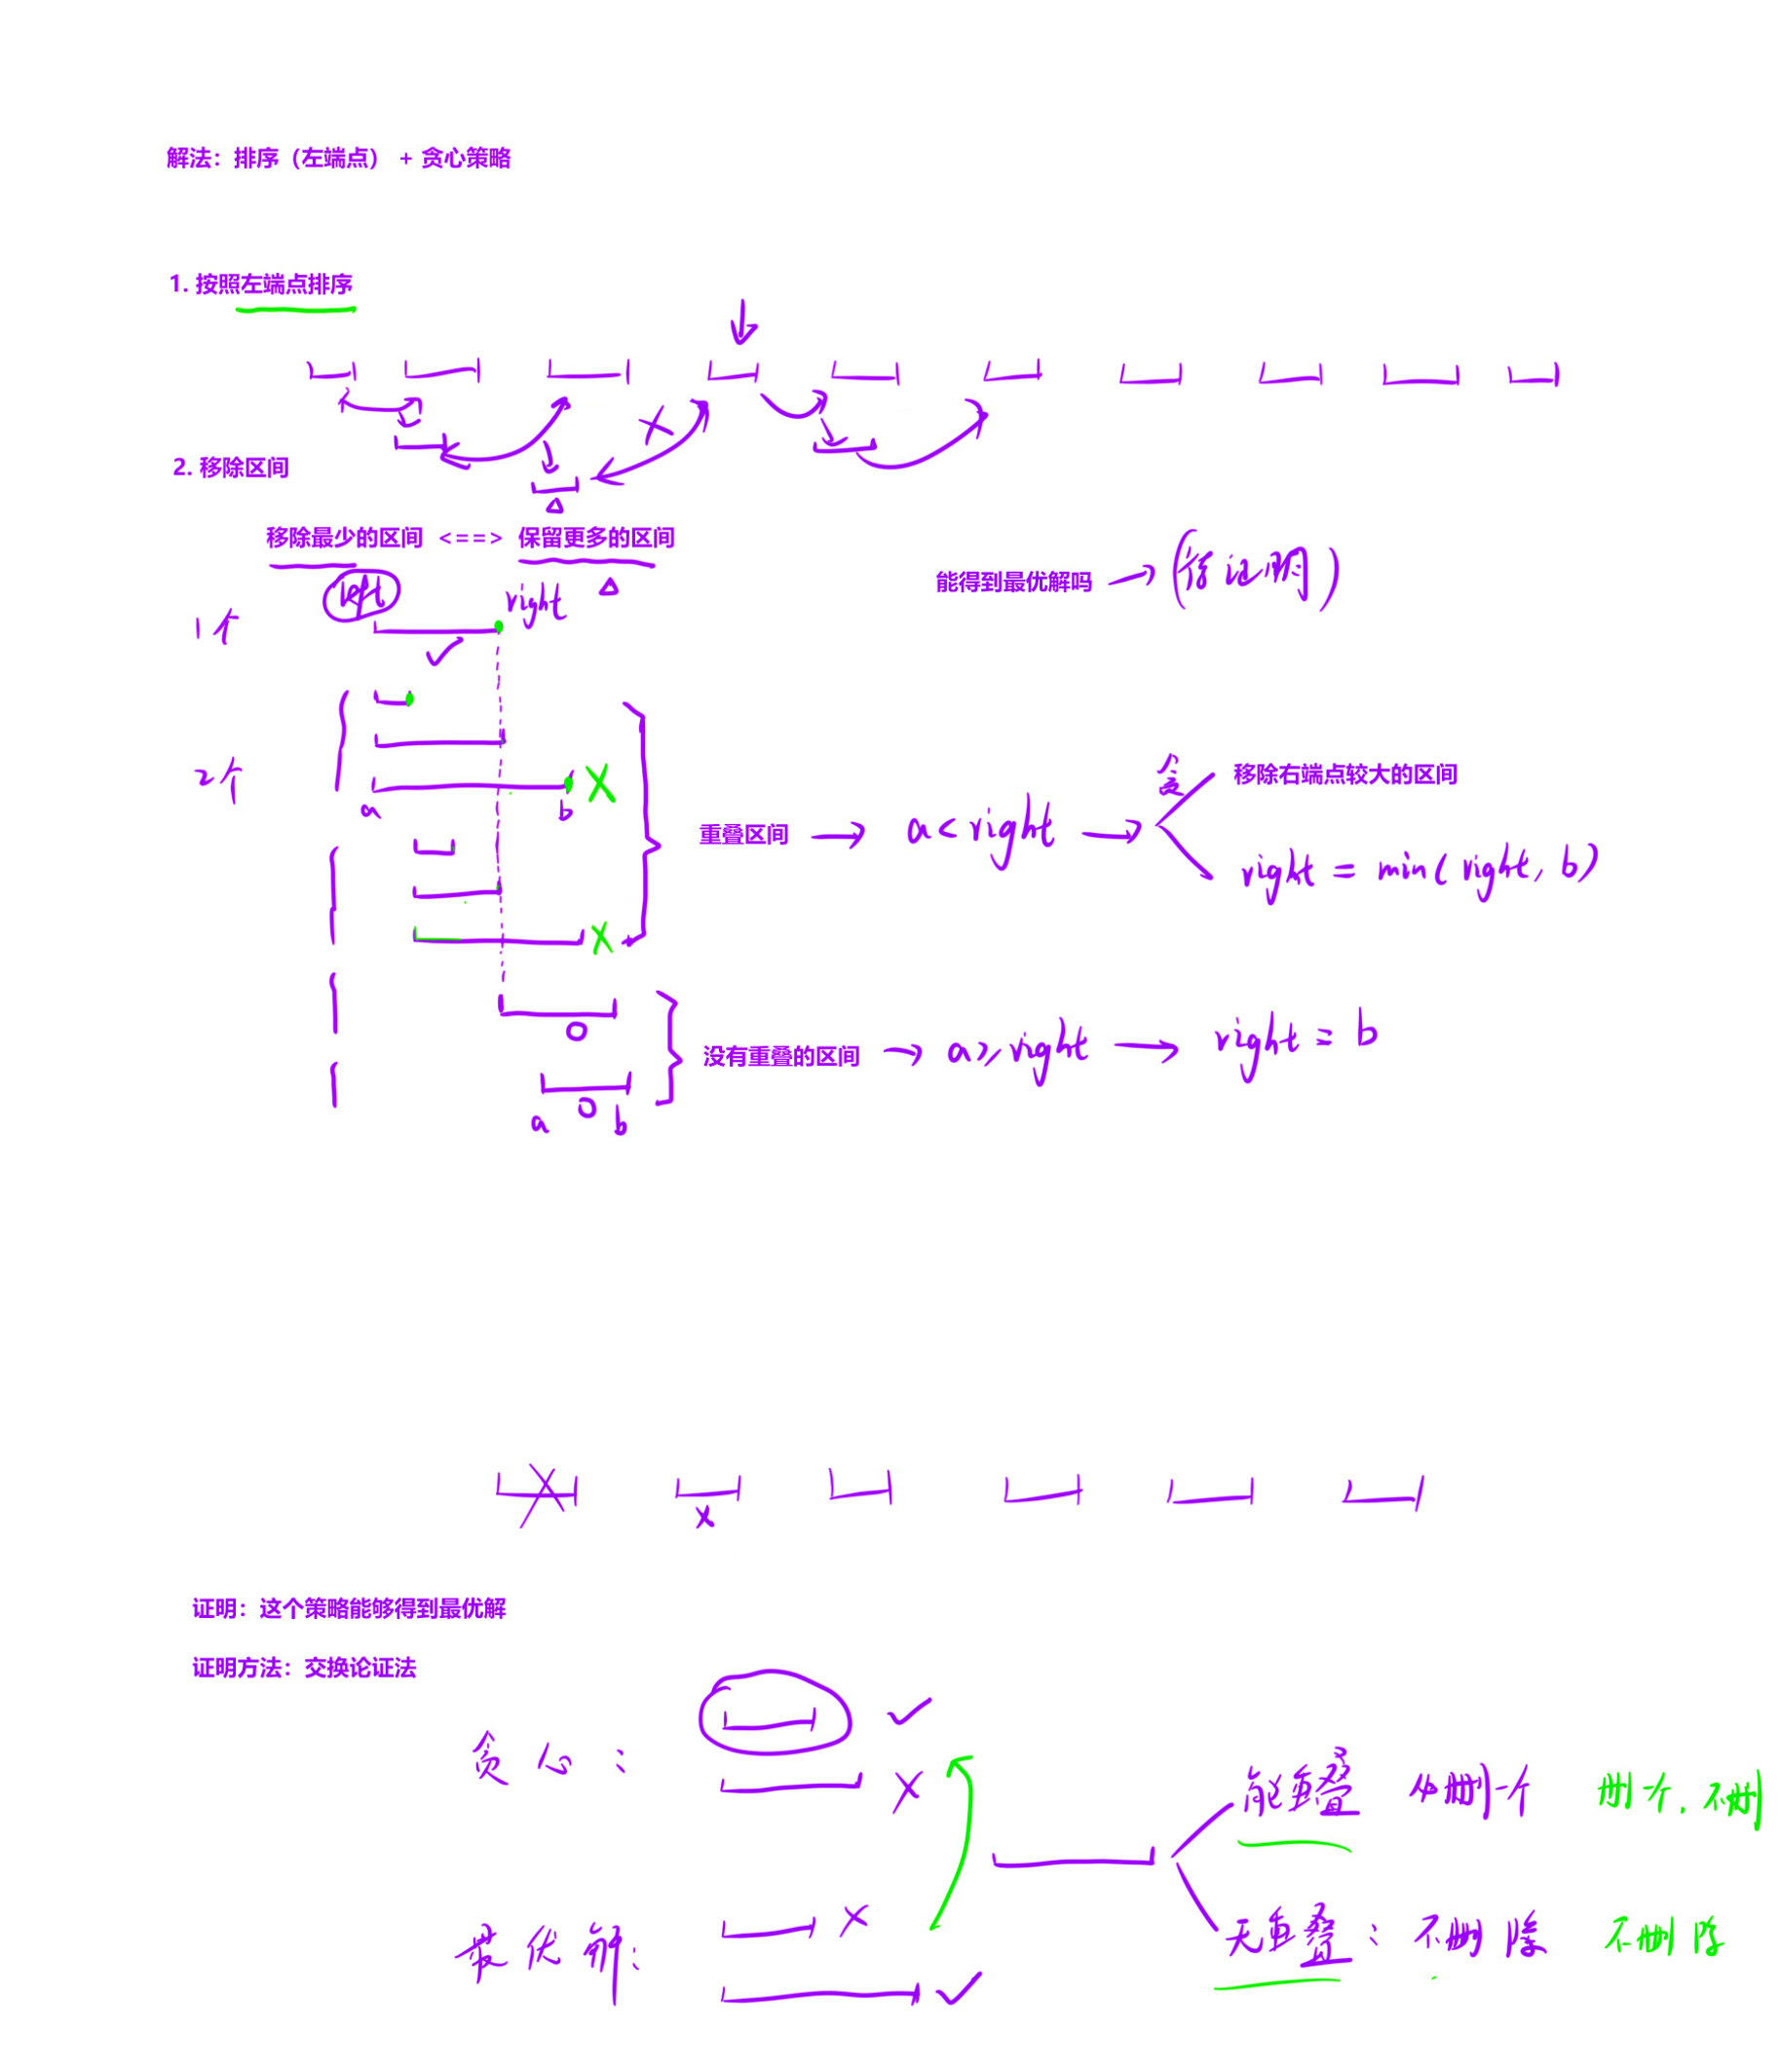 解法：排序（左端点） + 贪心策略
1. 按照左端点排序
2. 移除区间
移除最少的区间 <==> 保留更多的区间
能得到最优解吗 → (待证明)
left right
1个
2个
a b
重叠区间 → a < right →
贪
移除右端点较大的区间
right = min( right, b )
没有重叠的区间 → a ≥ right → right = b
a b
证明：这个策略能够得到最优解
证明方法：交换论证法
贪心：
能重叠 必删一个 删一个, 不删
最优解：
无重叠：不删除 不删除